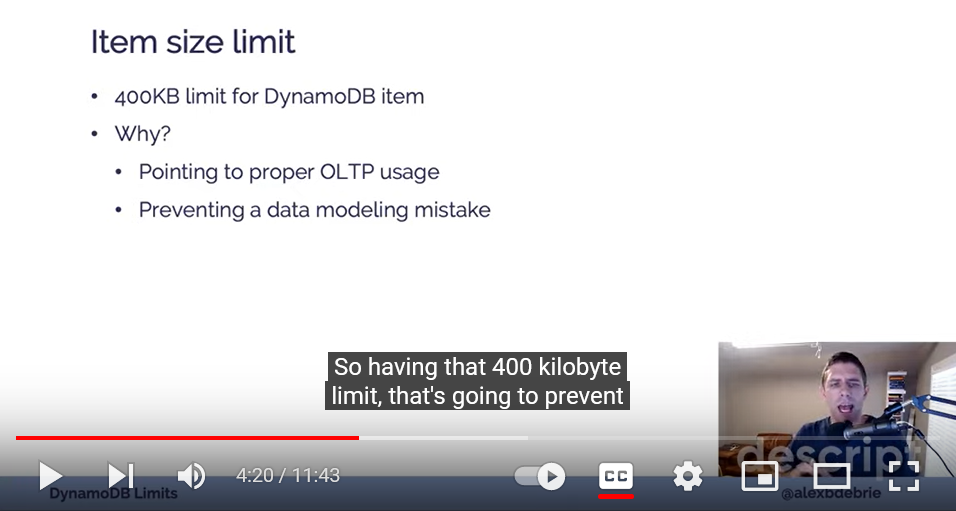 Item size limit
• 400KB limit for DynamoDB item
• Why?
• Pointing to proper OLTP usage
• Preventing a data modeling mistake
So having that 400 kilobyte
limit, that's going to prevent
descript
4:20 / 11:43
CC
DynamoDB Limits
@alexbdebrie